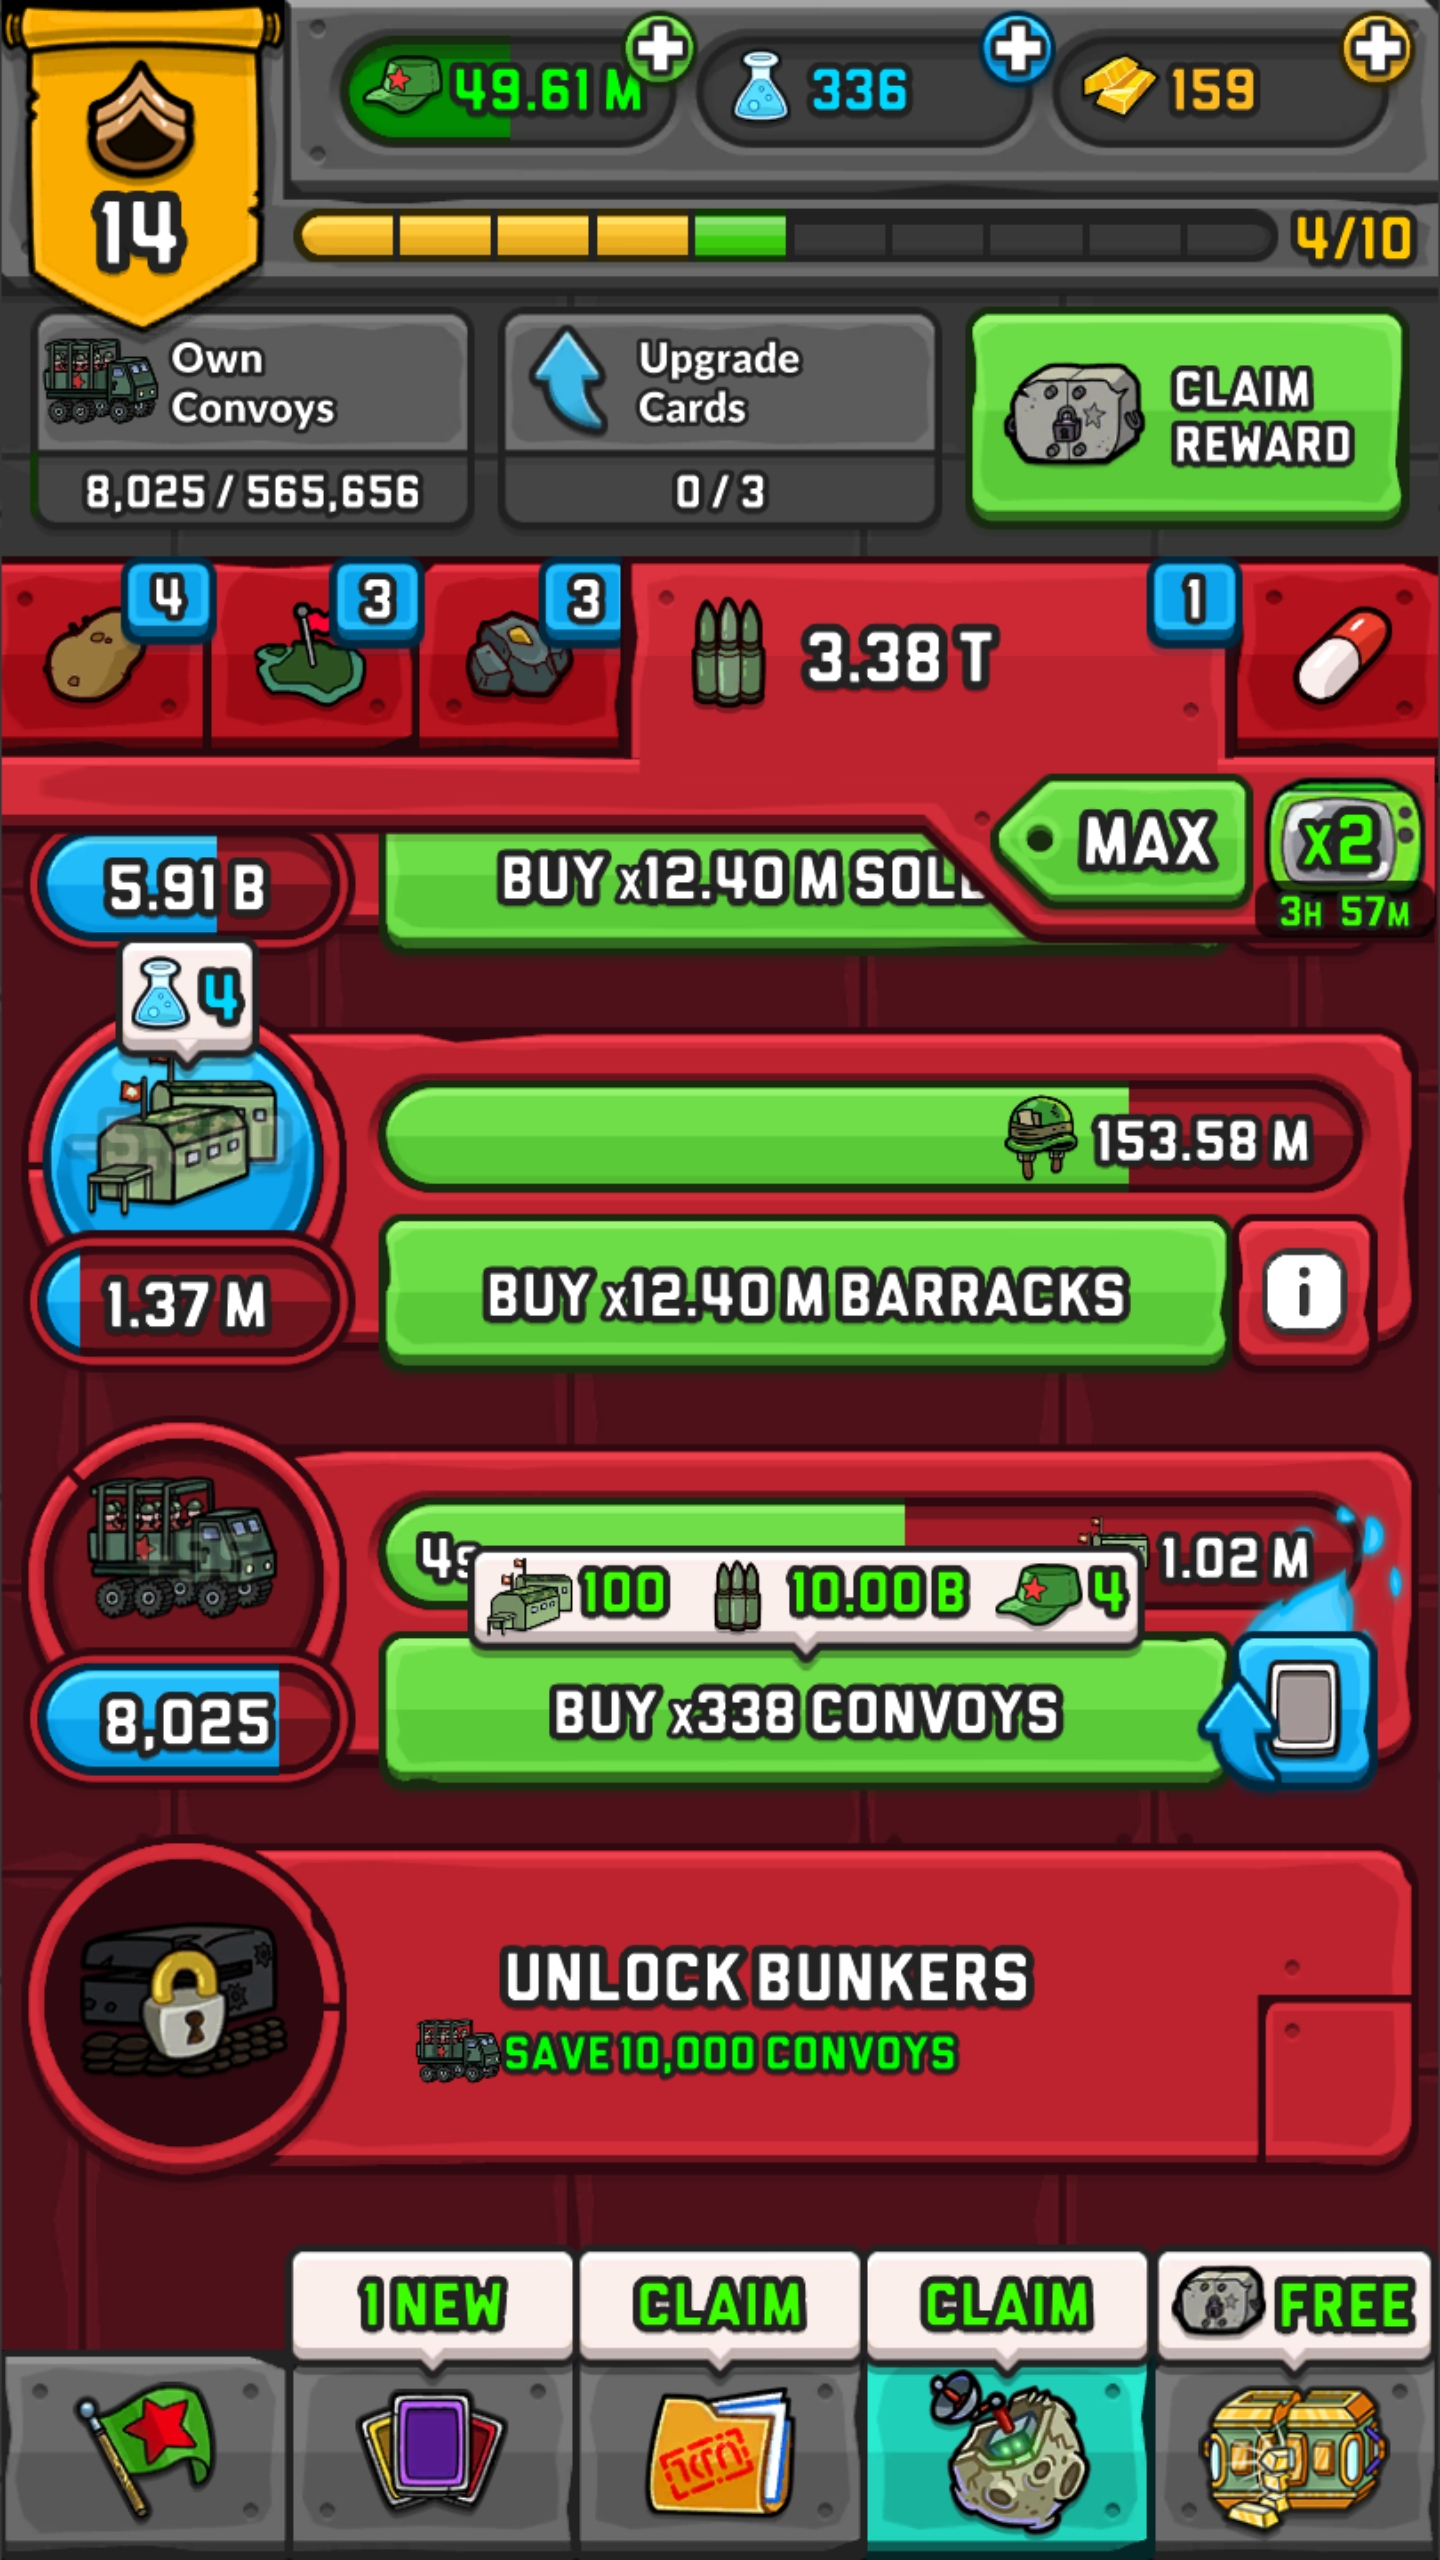 14
49.61 M
336
159
4/10
Own
Convoys
8,025 / 565,656
Upgrade
Cards
0 / 3
CLAIM
REWARD
4
3
3
3.38 T
1
MAX
x2
3H 57M
5.91 B
BUY x12.40 M SOL
4
153.58 M
1.37 M
BUY x12.40 M BARRACKS
i
4s
1.02 M
100
10.00 B
4
8,025
BUY x338 CONVOYS
UNLOCK BUNKERS
SAVE 10,000 CONVOYS
1 NEW
CLAIM
CLAIM
FREE